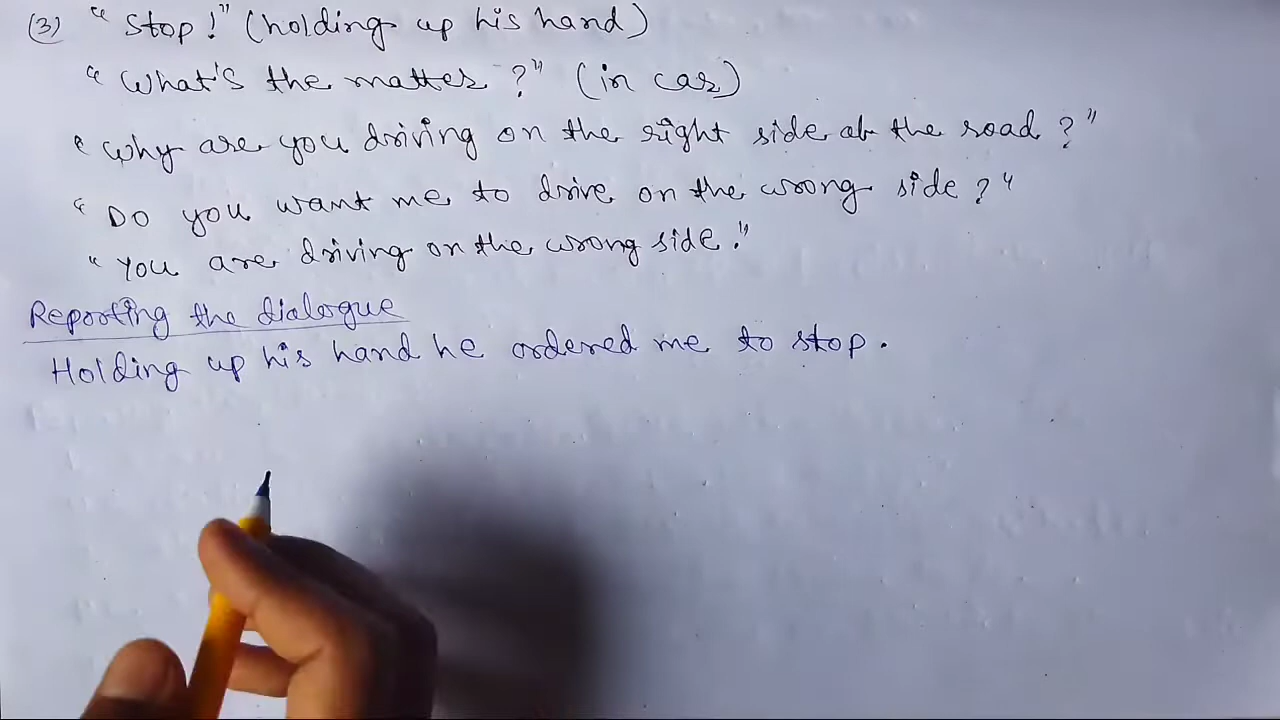 (3) "Stop!" (holding up his hand)
"What's the matter?" (in car)
"Why are you driving on the right side of the road?"
"Do you want me to drive on the wrong side?"
"You are driving on the wrong side."
Reporting the dialogue
Holding up his hand he ordered me to stop.